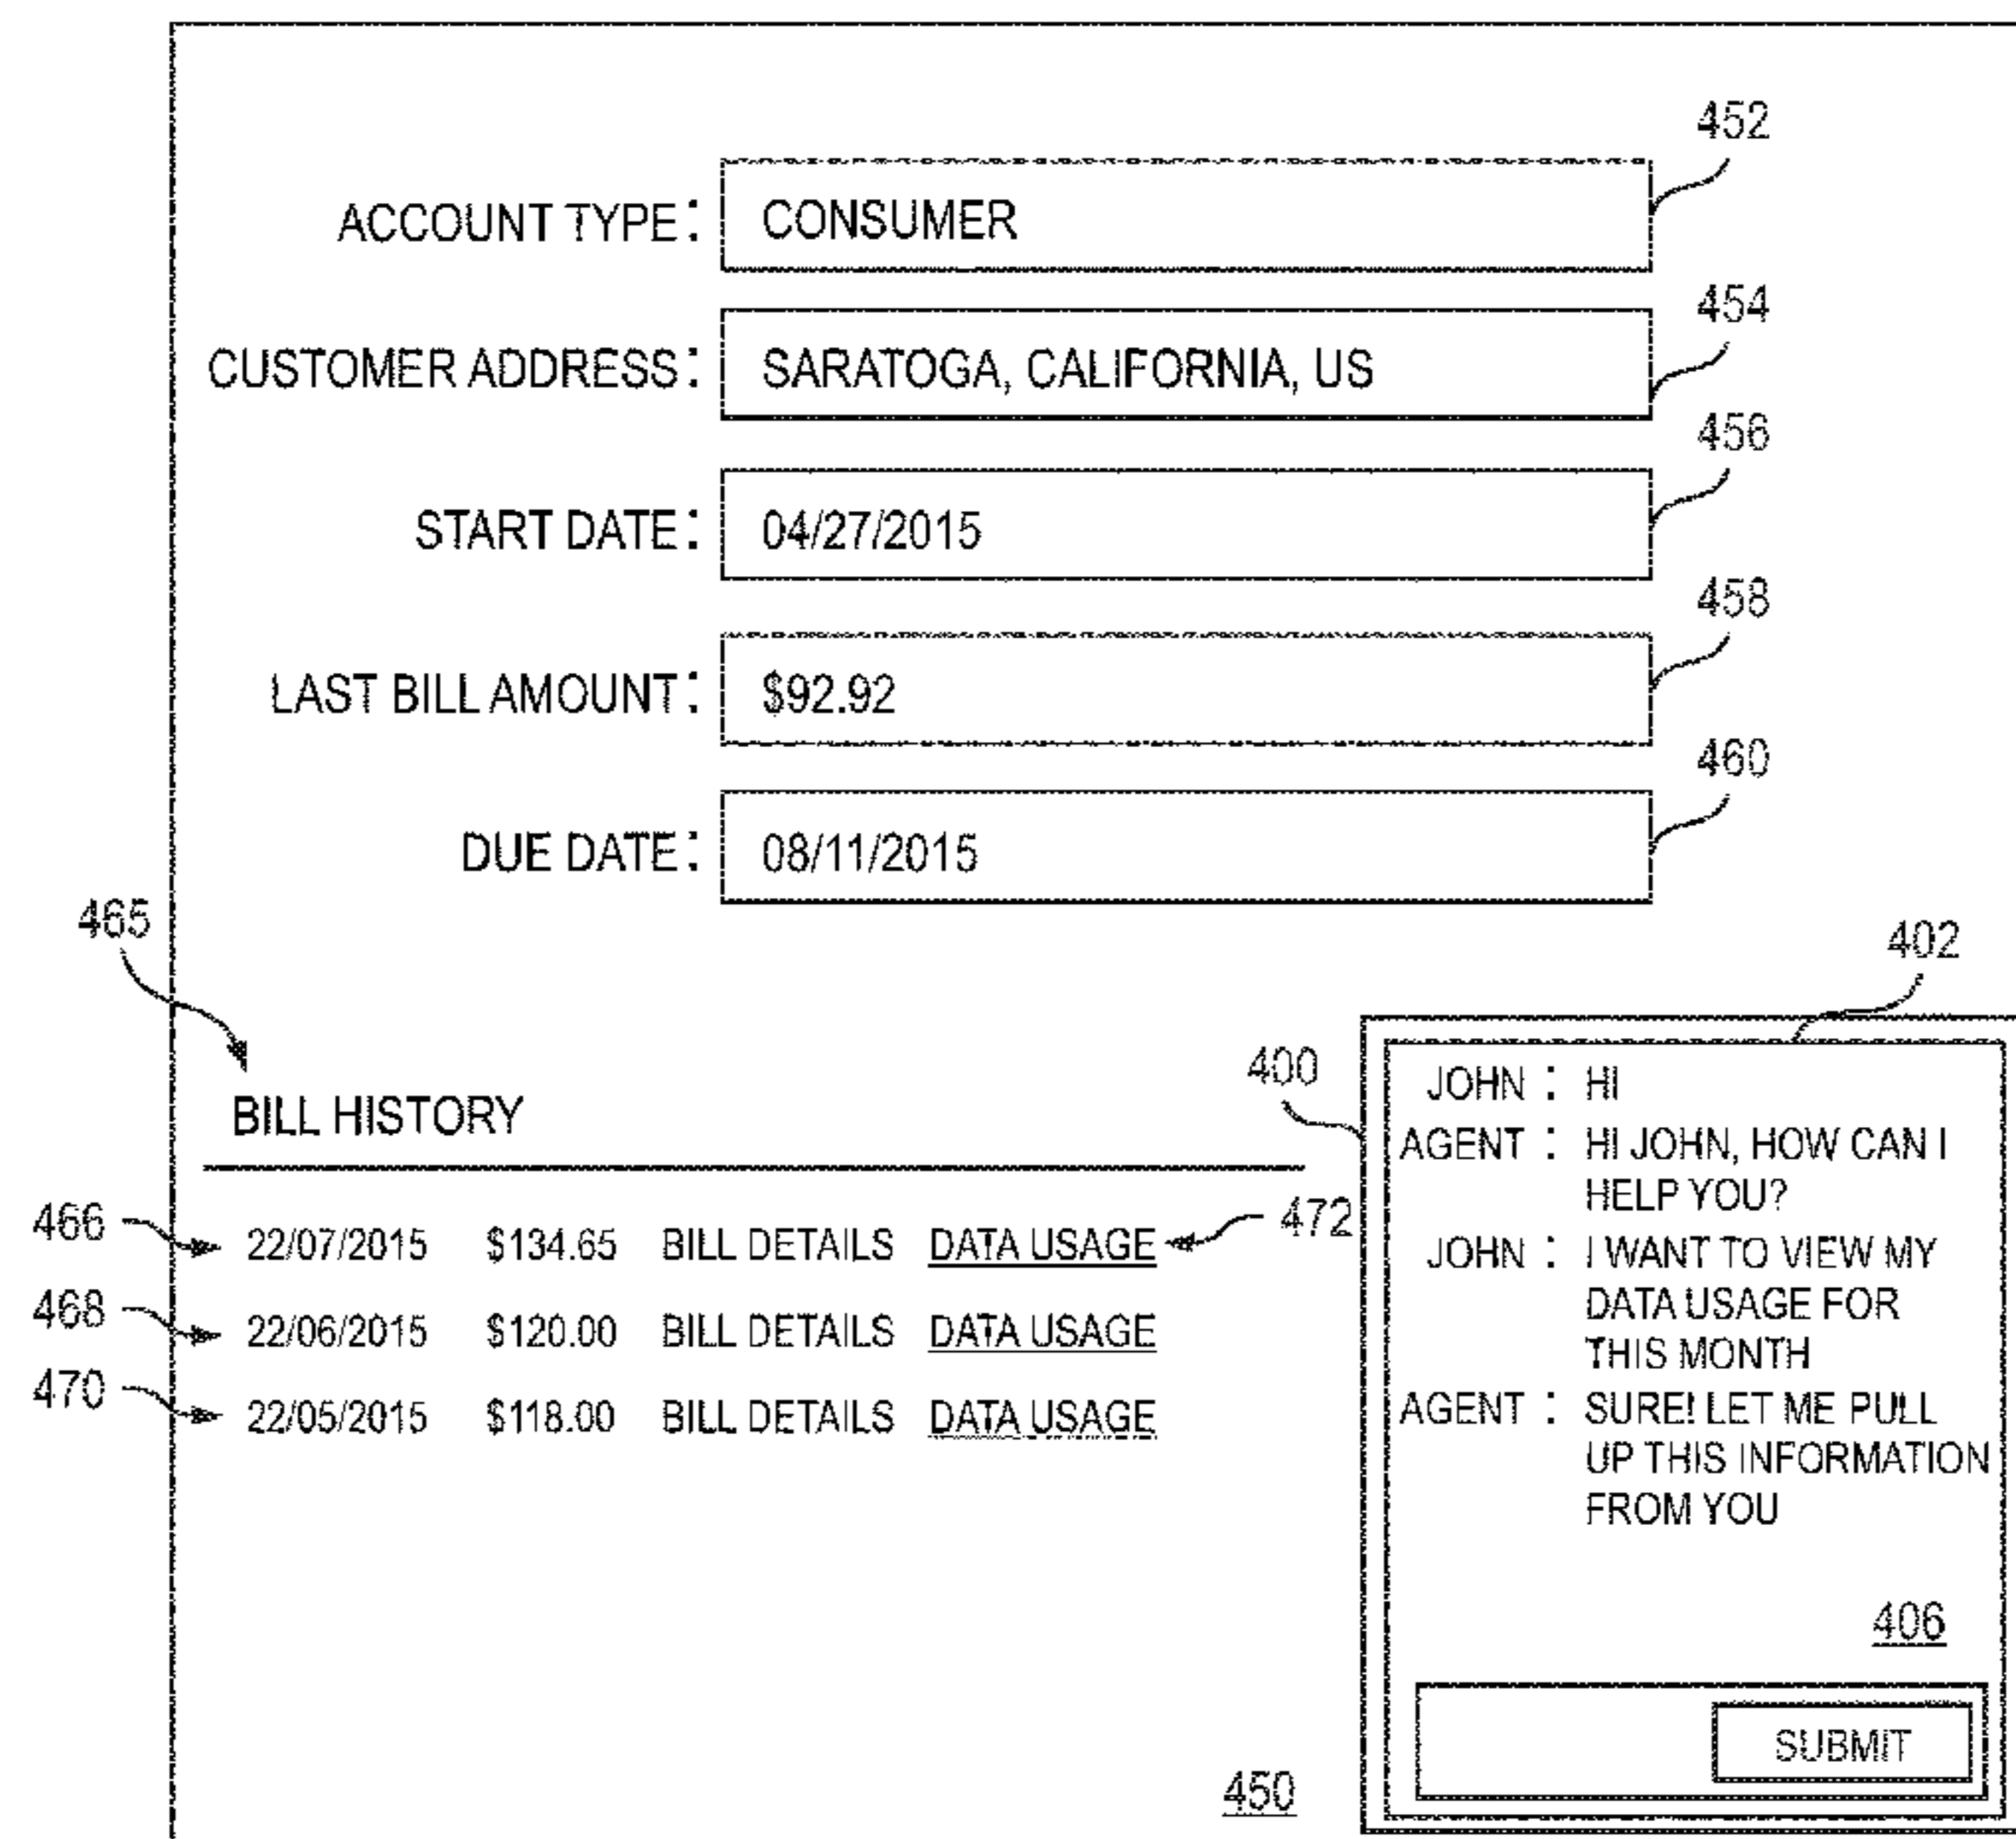 452
ACCOUNT TYPE: CONSUMER
454
CUSTOMER ADDRESS: SARATOGA, CALIFORNIA, US
456
START DATE: 04/27/2015
458
LAST BILL AMOUNT: $92.92
460
DUE DATE: 08/11/2015
465
BILL HISTORY
466 22/07/2015 $134.65 BILL DETAILS DATA USAGE 472
468 22/06/2015 $120.00 BILL DETAILS DATA USAGE
470 22/05/2015 $118.00 BILL DETAILS DATA USAGE
402
400
JOHN : HI
AGENT : HI JOHN, HOW CAN I
HELP YOU?
JOHN : I WANT TO VIEW MY
DATA USAGE FOR
THIS MONTH
AGENT : SURE! LET ME PULL
UP THIS INFORMATION
FROM YOU
406
SUBMIT
450